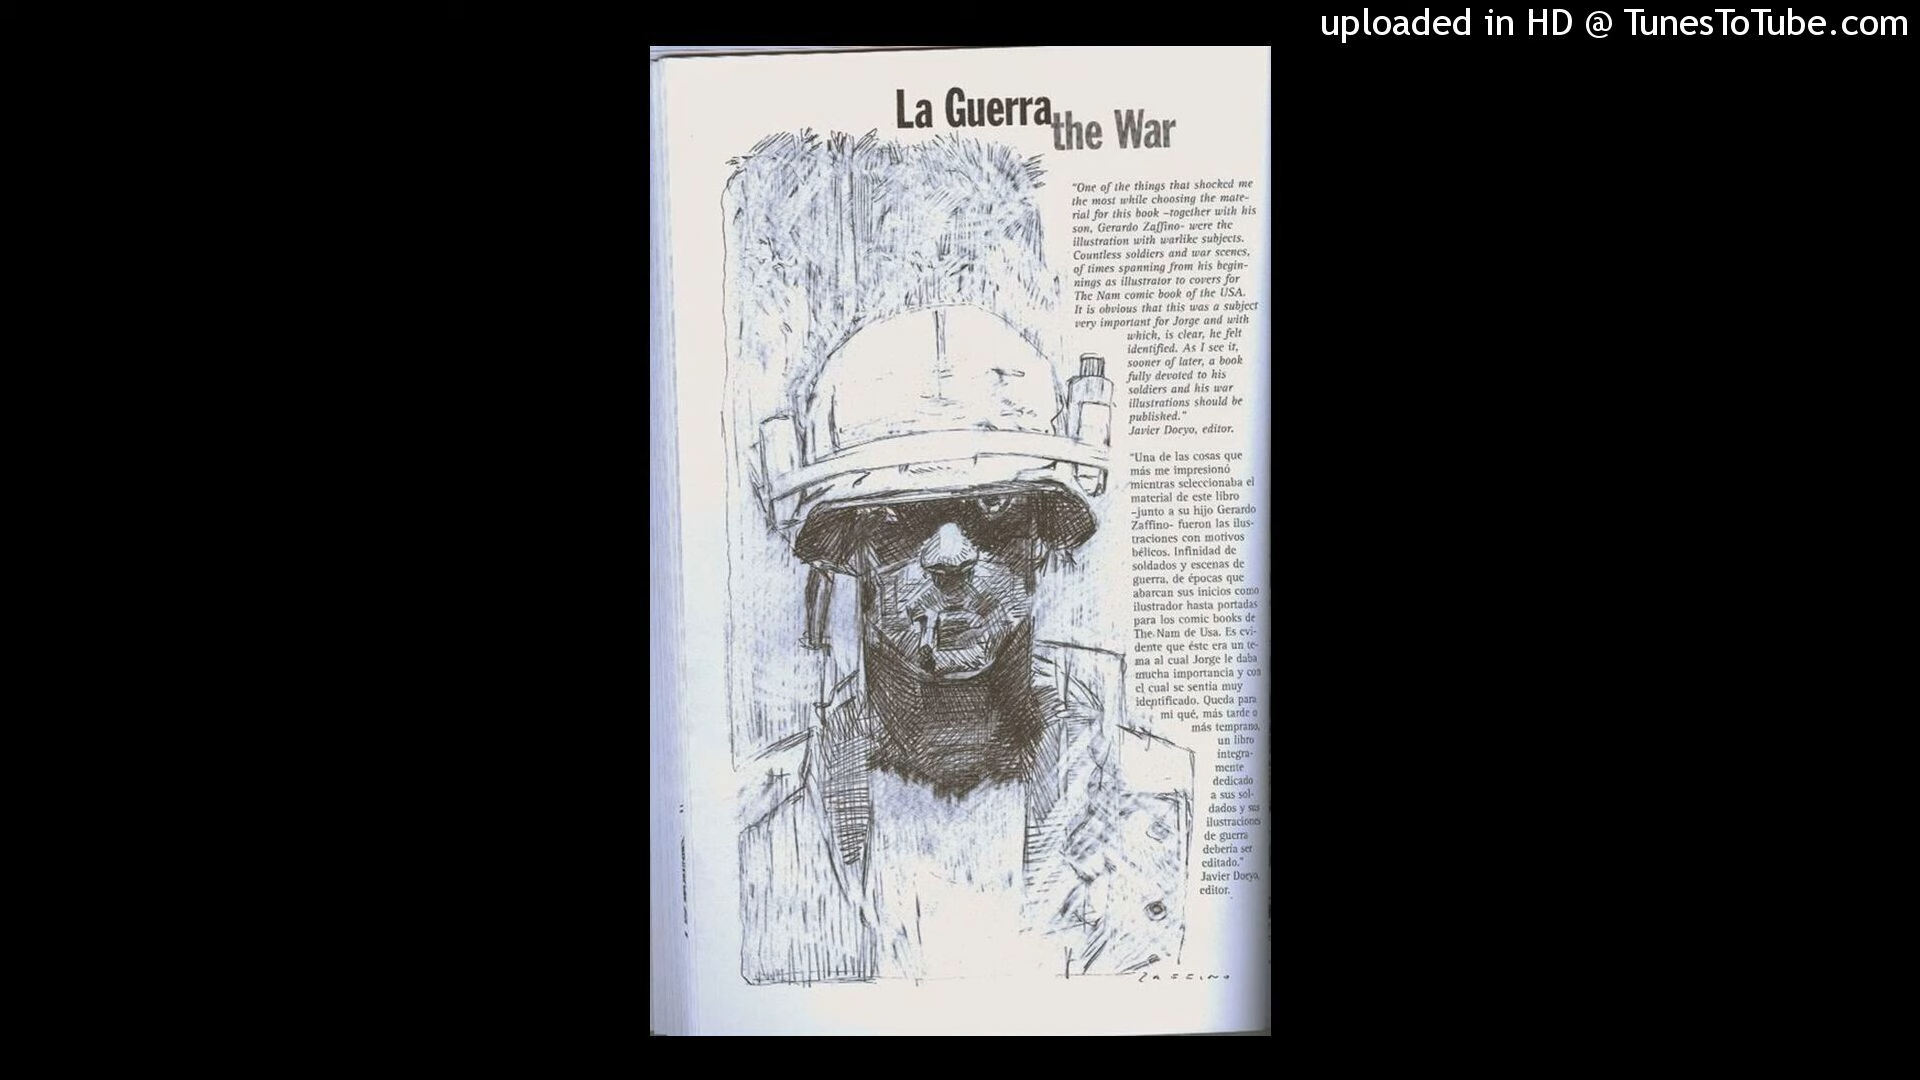 uploaded in HD @ TunesToTube.com
La Guerra
the War
"One of the things that shocked me
the most while choosing the mate-
rial for this book –together with his
son, Gerardo Zaffino- were the
illustration with warlike subjects.
Countless soldiers and war scenes,
of times spanning from his begin-
nings as illustrator to covers for
The Nam comic book of the USA.
It is obvious that this was a subject
very important for Jorge and with
which, is clear, he felt
identified. As I see it,
sooner of later, a book
fully devoted to his
soldiers and his war
illustrations should be
published."
Javier Doeyo, editor.
"Una de las cosas que
más me impresionó
mientras seleccionaba el
material de este libro
–junto a su hijo Gerardo
Zaffino- fueron las ilus-
traciones con motivos
bélicos. Infinidad de
soldados y escenas de
guerra, de épocas que
abarcan sus inicios como
ilustrador hasta portadas
para los comic books de
The Nam de Usa. Es evi-
dente que éste era un te-
ma al cual Jorge le daba
mucha importancia y con
el cual se sentía muy
identificado. Queda para
mi qué, más tarde o
más temprano,
un libro
integra-
mente
dedicado
a sus sol-
dados y sus
ilustraciones
de guerra
debería ser
editado."
Javier Doeyo,
editor.
ZAFFINO